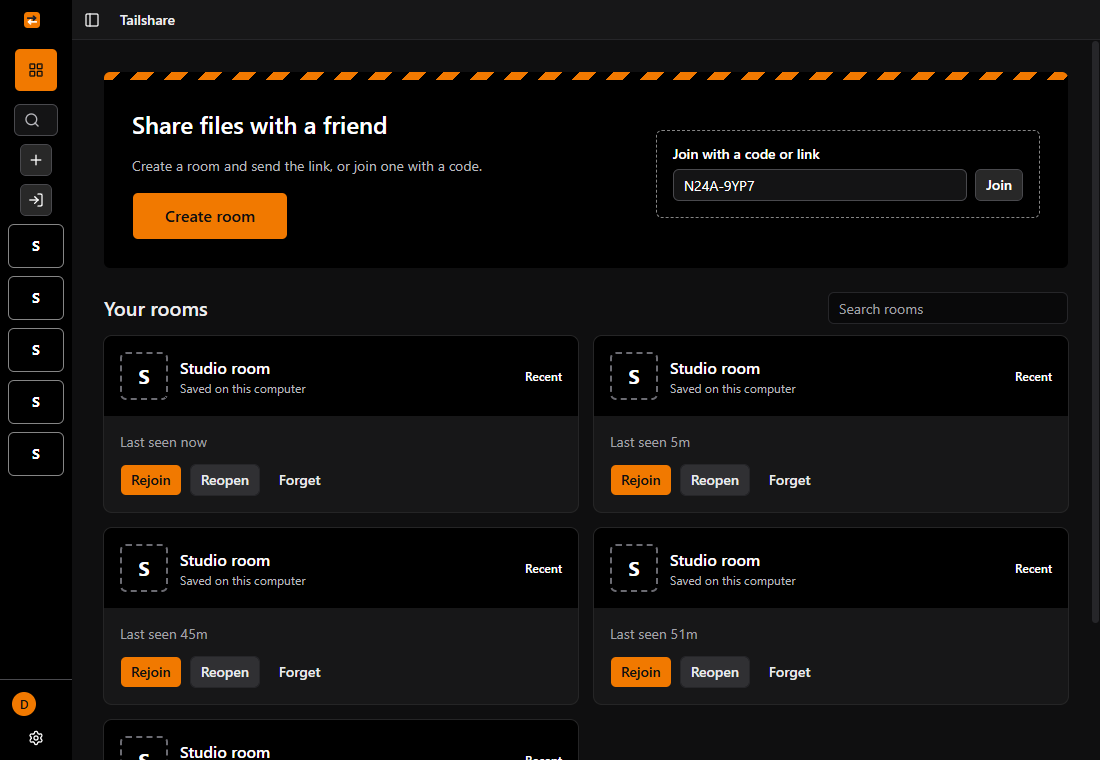 Tailshare
Share files with a friend
Create a room and send the link, or join one with a code.
Create room
Join with a code or link
N24A-9YP7
Join
Your rooms
Search rooms
S
S
S
S
S
S
Studio room
Saved on this computer
Recent
Last seen now
Rejoin
Reopen
Forget
S
Studio room
Saved on this computer
Recent
Last seen 5m
Rejoin
Reopen
Forget
S
Studio room
Saved on this computer
Recent
Last seen 45m
Rejoin
Reopen
Forget
S
Studio room
Saved on this computer
Recent
Last seen 51m
Rejoin
Reopen
Forget
S
Studio room
Recent
D